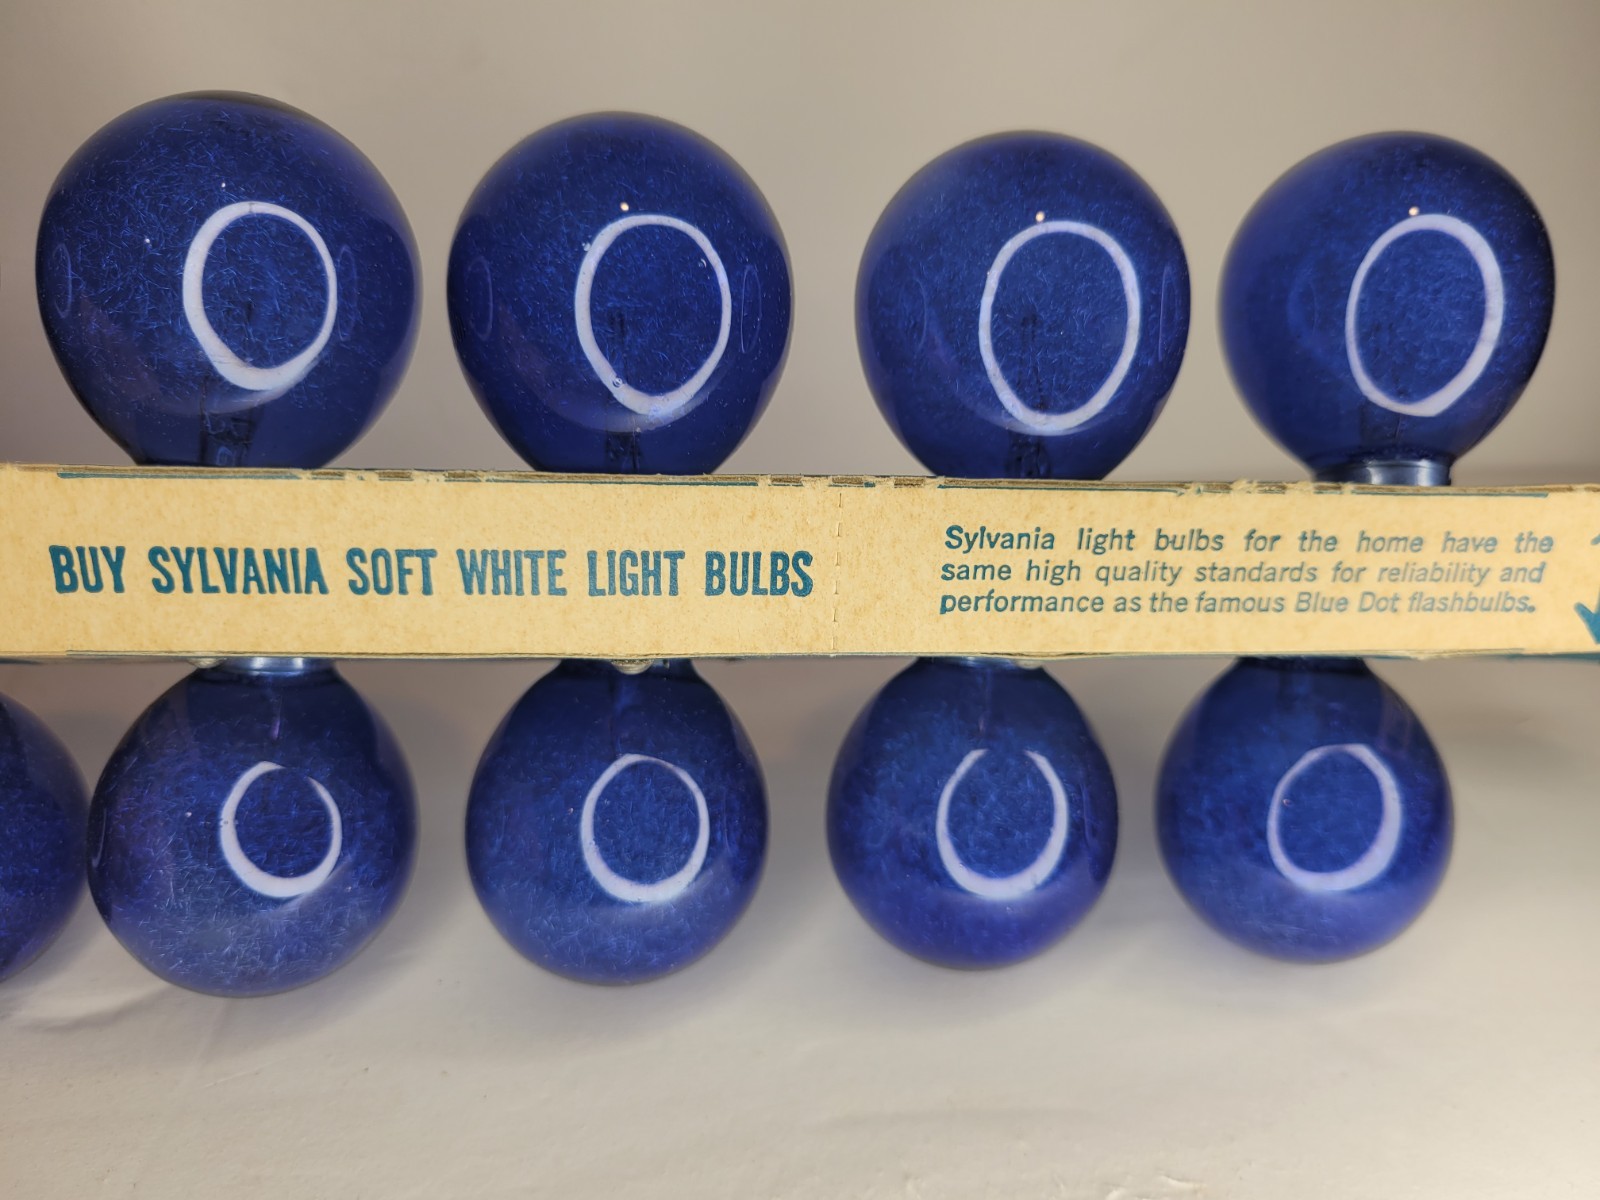 BUY SYLVANIA SOFT WHITE LIGHT BULBS
Sylvania light bulbs for the home have the
same high quality standards for reliability and
performance as the famous Blue Dot flashbulbs.